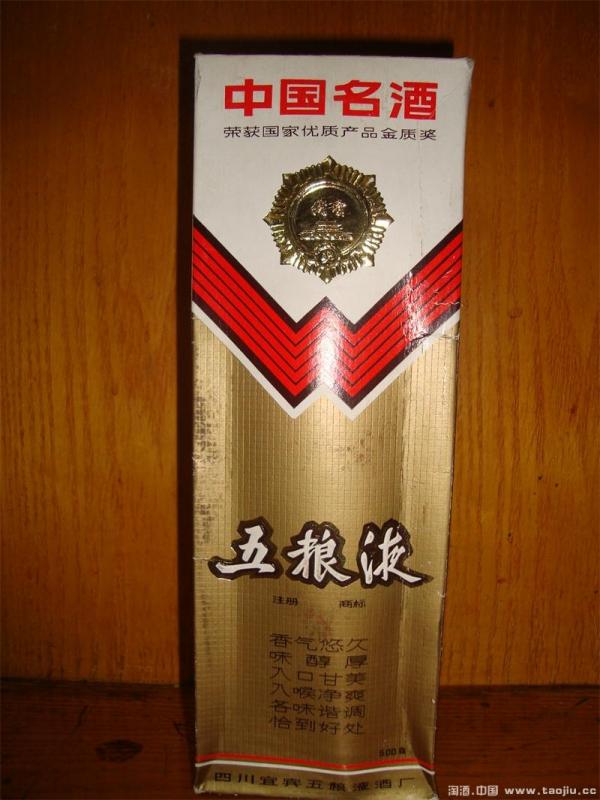 中国名酒
荣获国家优质产品金质奖
五粮液
注册 商标
香气悠久
味醇厚
入口甘美
入喉净爽
各味谐调
恰到好处
四川宜宾五粮液酒厂
淘酒.中国 www.taojiu.cc